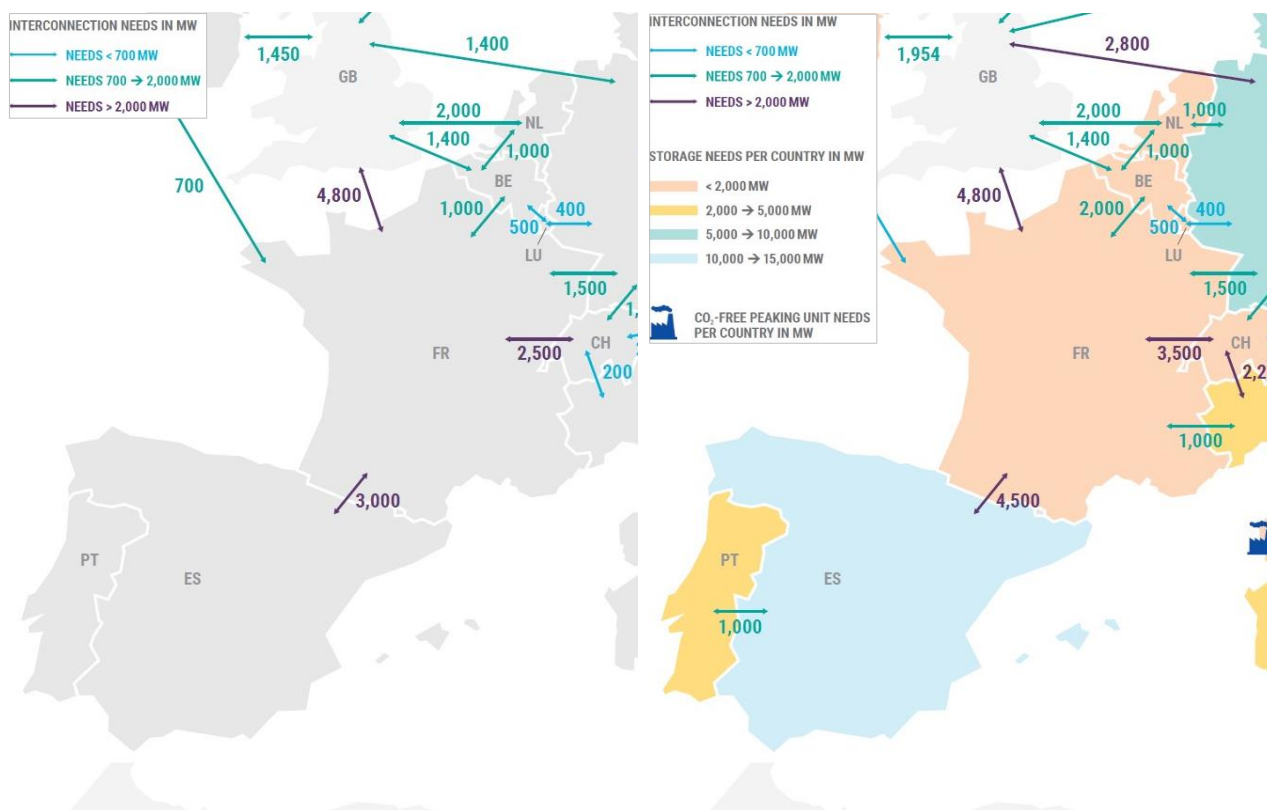 INTERCONNECTION NEEDS IN MW
NEEDS < 700 MW
NEEDS 700 → 2,000 MW
NEEDS > 2,000 MW
1,450
1,400
GB
2,000
NL
1,400
1,000
700
BE
4,800
1,000
400
500
LU
1,500
1,
FR
2,500
CH
200
3,000
PT
ES
INTERCONNECTION NEEDS IN MW
NEEDS < 700 MW
NEEDS 700 → 2,000 MW
NEEDS > 2,000 MW
STORAGE NEEDS PER COUNTRY IN MW
< 2,000 MW
2,000 → 5,000 MW
5,000 → 10,000 MW
10,000 → 15,000 MW
CO₂-FREE PEAKING UNIT NEEDS
PER COUNTRY IN MW
1,954
2,800
GB
2,000
NL
1,000
1,400
1,000
BE
4,800
2,000
400
500
LU
1,500
FR
3,500
CH
2,2
1,000
4,500
PT
ES
1,000